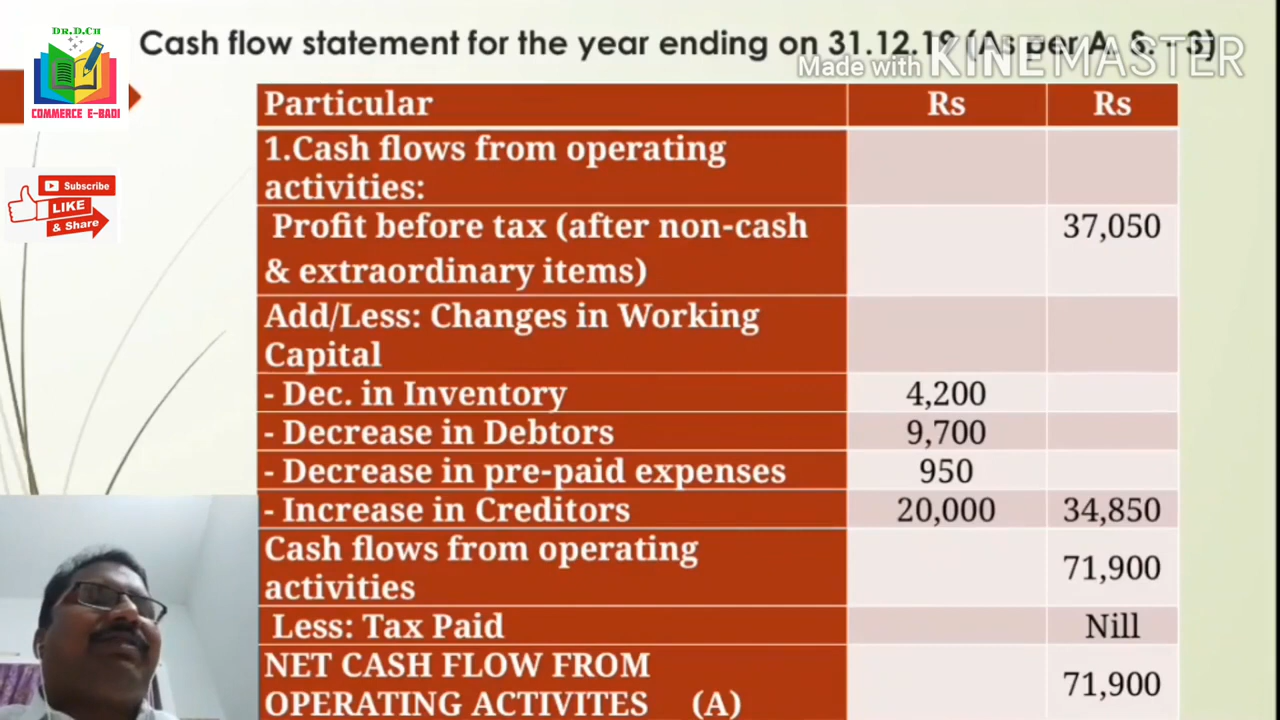 DR.D.CH
COMMERCE E-BADI
Subscribe
LIKE
& Share
Cash flow statement for the year ending on 31.12.19 (As per A. S. - 3)
Made with KINEMASTER
Particular Rs Rs
1.Cash flows from operating
activities:
Profit before tax (after non-cash 37,050
& extraordinary items)
Add/Less: Changes in Working
Capital
- Dec. in Inventory 4,200
- Decrease in Debtors 9,700
- Decrease in pre-paid expenses 950
- Increase in Creditors 20,000 34,850
Cash flows from operating
activities 71,900
Less: Tax Paid Nill
NET CASH FLOW FROM
OPERATING ACTIVITES (A) 71,900